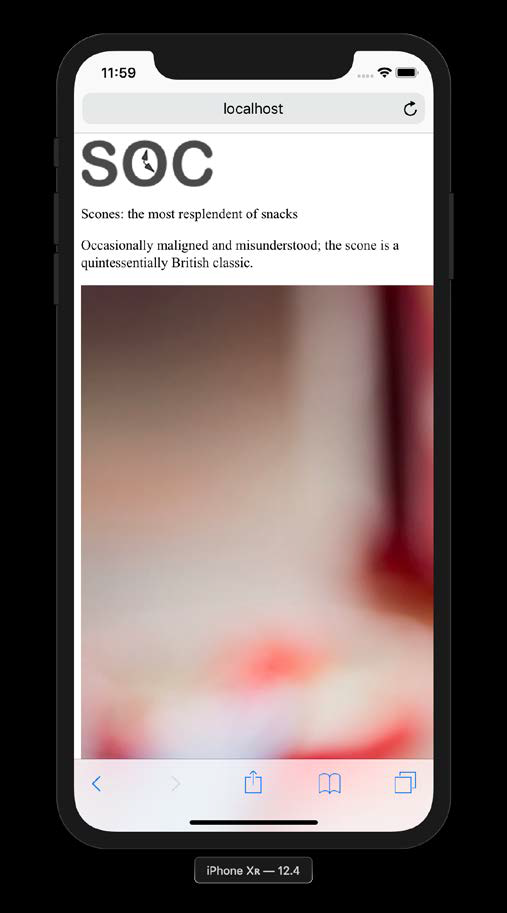 11:59
localhost
SOC
Scones: the most resplendent of snacks
Occasionally maligned and misunderstood; the scone is a
quintessentially British classic.
iPhone Xʀ — 12.4